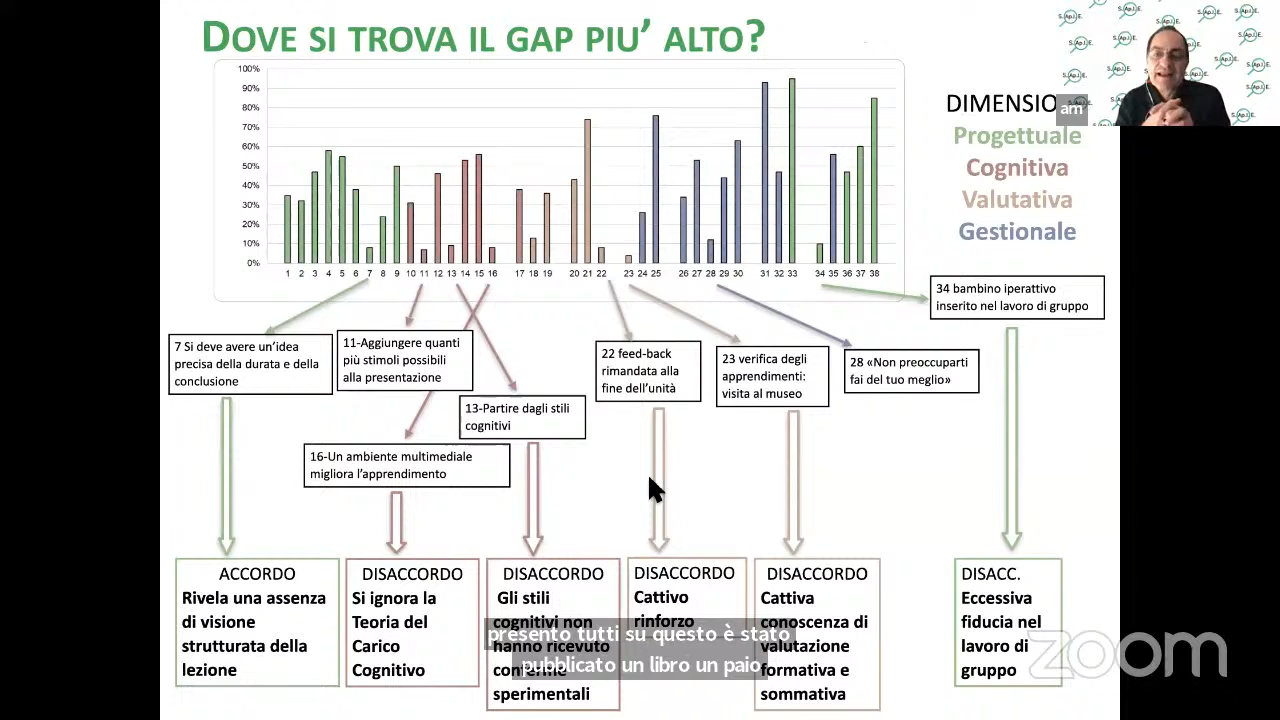 DOVE SI TROVA IL GAP PIU' ALTO?
100%
90%
80%
70%
60%
50%
40%
30%
20%
10%
0%
1 2 3 4 5 6 7 8 9 10 11 12 13 14 15 16 17 18 19 20 21 22 23 24 25 26 27 28 29 30 31 32 33 34 35 36 37 38
DIMENSIO
am
Progettuale
Cognitiva
Valutativa
Gestionale
S.Ap.I.E.
34 bambino iperattivo
inserito nel lavoro di gruppo
7 Si deve avere un'idea
precisa della durata e della
conclusione
11-Aggiungere quanti
più stimoli possibili
alla presentazione
13-Partire dagli stili
cognitivi
16-Un ambiente multimediale
migliora l'apprendimento
22 feed-back
rimandata alla
fine dell'unità
23 verifica degli
apprendimenti:
visita al museo
28 «Non preoccuparti
fai del tuo meglio»
ACCORDO
Rivela una assenza
di visione
strutturata della
lezione
DISACCORDO
Si ignora la
Teoria del
Carico
Cognitivo
DISACCORDO
Gli stili
cognitivi non
hanno ricevuto
conferme
sperimentali
DISACCORDO
Cattivo
rinforzo
DISACCORDO
Cattiva
conoscenza di
valutazione
formativa e
sommativa
DISACC.
Eccessiva
fiducia nel
lavoro di
gruppo
presento tutti su questo è stato
pubblicato un libro un paio
zoom